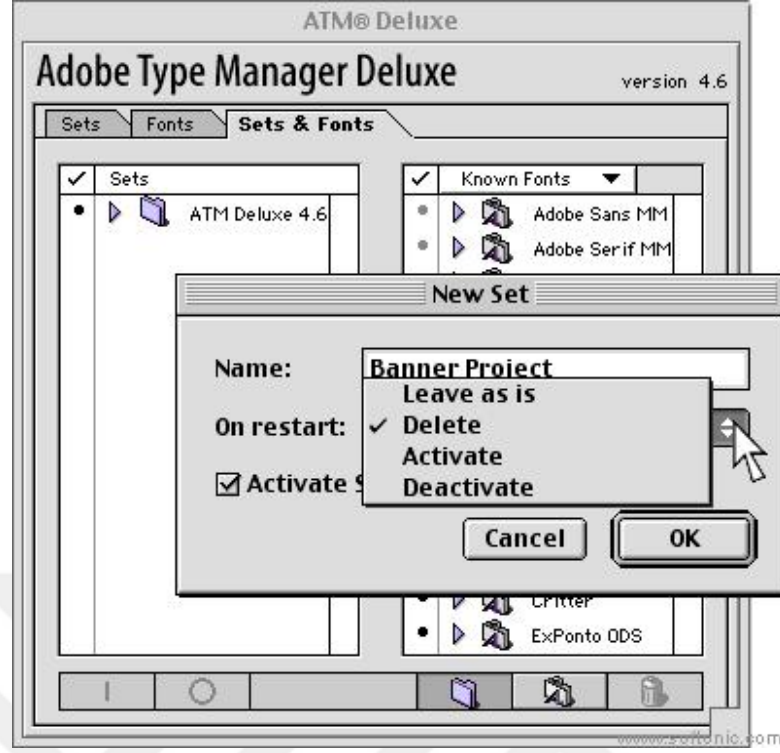 ATM® Deluxe
Adobe Type Manager Deluxe
version 4.6
Sets
Fonts
Sets & Fonts
Sets
Known Fonts
ATM Deluxe 4.6
Adobe Sans MM
Adobe Serif MM
New Set
Name:
Banner Project
Leave as is
On restart:
Delete
Activate
Activate
Deactivate
Cancel
OK
Critter
ExPonto ODS
www.softonic.com